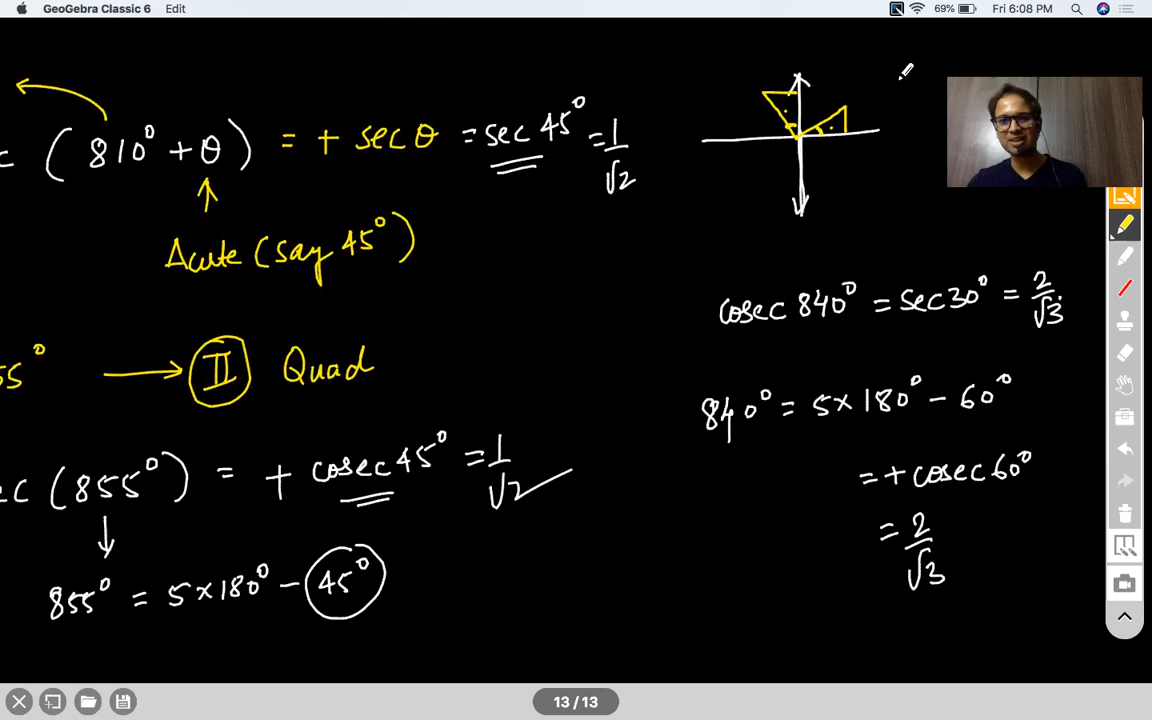 GeoGebra Classic 6 Edit 69% Fri 6:08 PM
c (810° + θ) = + sec θ = sec 45° = 1/√2
Acute (say 45°)
cosec 840° = sec 30° = 2/√3
55° → II Quad
840° = 5 × 180° - 60°
ec (855°) = + cosec 45° = 1/√2
= + cosec 60°
= 2/√3
855° = 5 × 180° - 45°
13 / 13